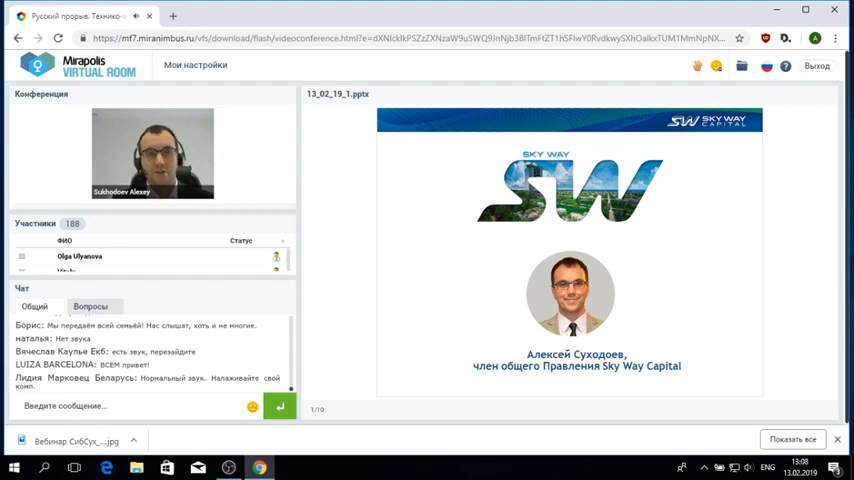 Русский прорыв. Технико-
https://mf7.miranimbus.ru/vfs/download/flash/videoconference.html?e=
Mirapolis
VIRTUAL ROOM
Мои настройки
Выход
Конференция
Sukhodoev Alexey
Участники 188
ФИО Статус
Olga Ulyanova
Чат
Общий Вопросы
Борис: Мы передаём всей семьёй! Нас слышат, хоть и не многие.
наталья: Нет звука
Вячеслав Каулье Екб: есть звук, перезайдите
LUIZA BARCELONA: ВСЕМ привет!
Лидия Марковец Беларусь: Нормальный звук. Налаживайте свой
комп.
Введите сообщение...
13_02_19_1.pptx
SW SKY WAY
CAPITAL
SKY WAY
SW
Алексей Суходоев,
член общего Правления Sky Way Capital
1/10
Вебинар СибСух_....jpg
Показать все
ENG
13:08
13.02.2019